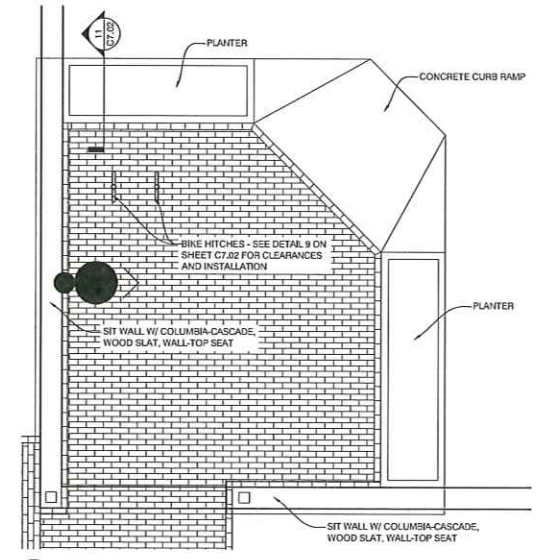 11
C7.02
PLANTER
CONCRETE CURB RAMP
BIKE HITCHES - SEE DETAIL 9 ON
SHEET C7.02 FOR CLEARANCES
AND INSTALLATION
PLANTER
SIT WALL W/ COLUMBIA-CASCADE,
WOOD SLAT, WALL-TOP SEAT
SIT WALL W/ COLUMBIA-CASCADE,
WOOD SLAT, WALL-TOP SEAT